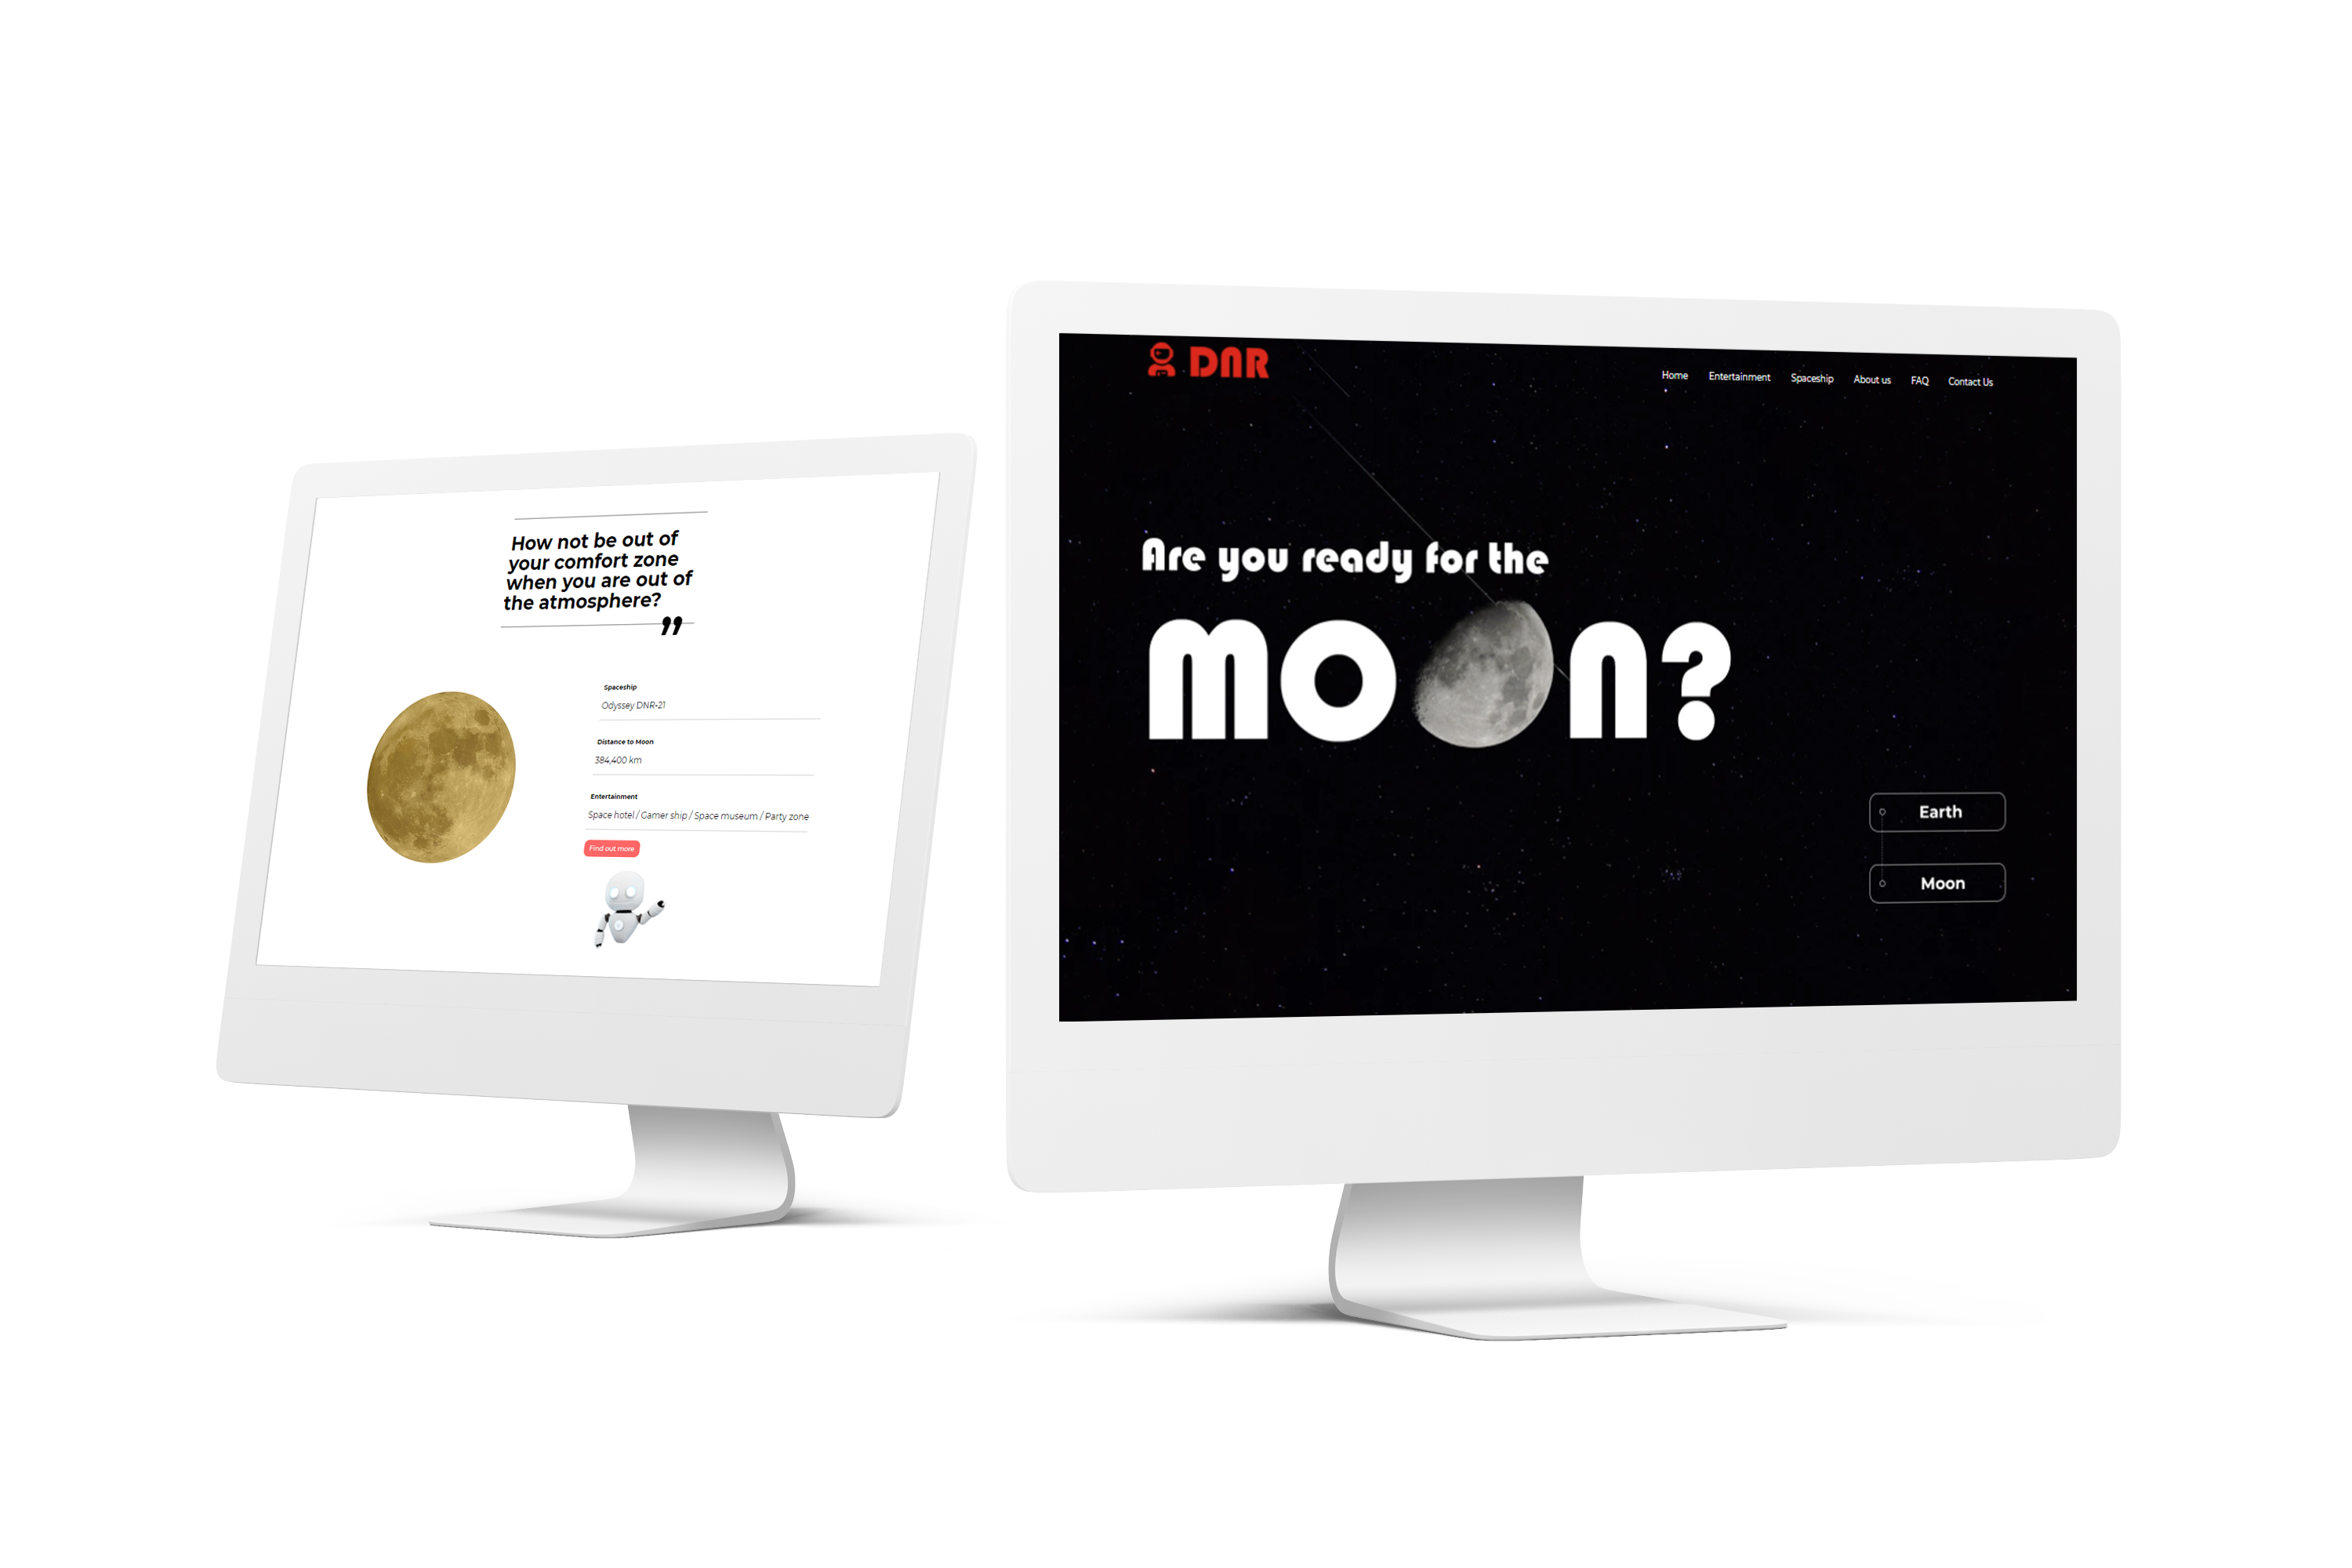 How not be out of
your comfort zone
when you are out of
the atmosphere?
”
Spaceship
Odyssey DNR-21
Distance to Moon
384,400 km
Entertainment
Space hotel / Gamer ship / Space museum / Party zone
Find out more
DNR
Home Entertainment Spaceship About us FAQ Contact Us
Are you ready for the
moon?
Earth
Moon